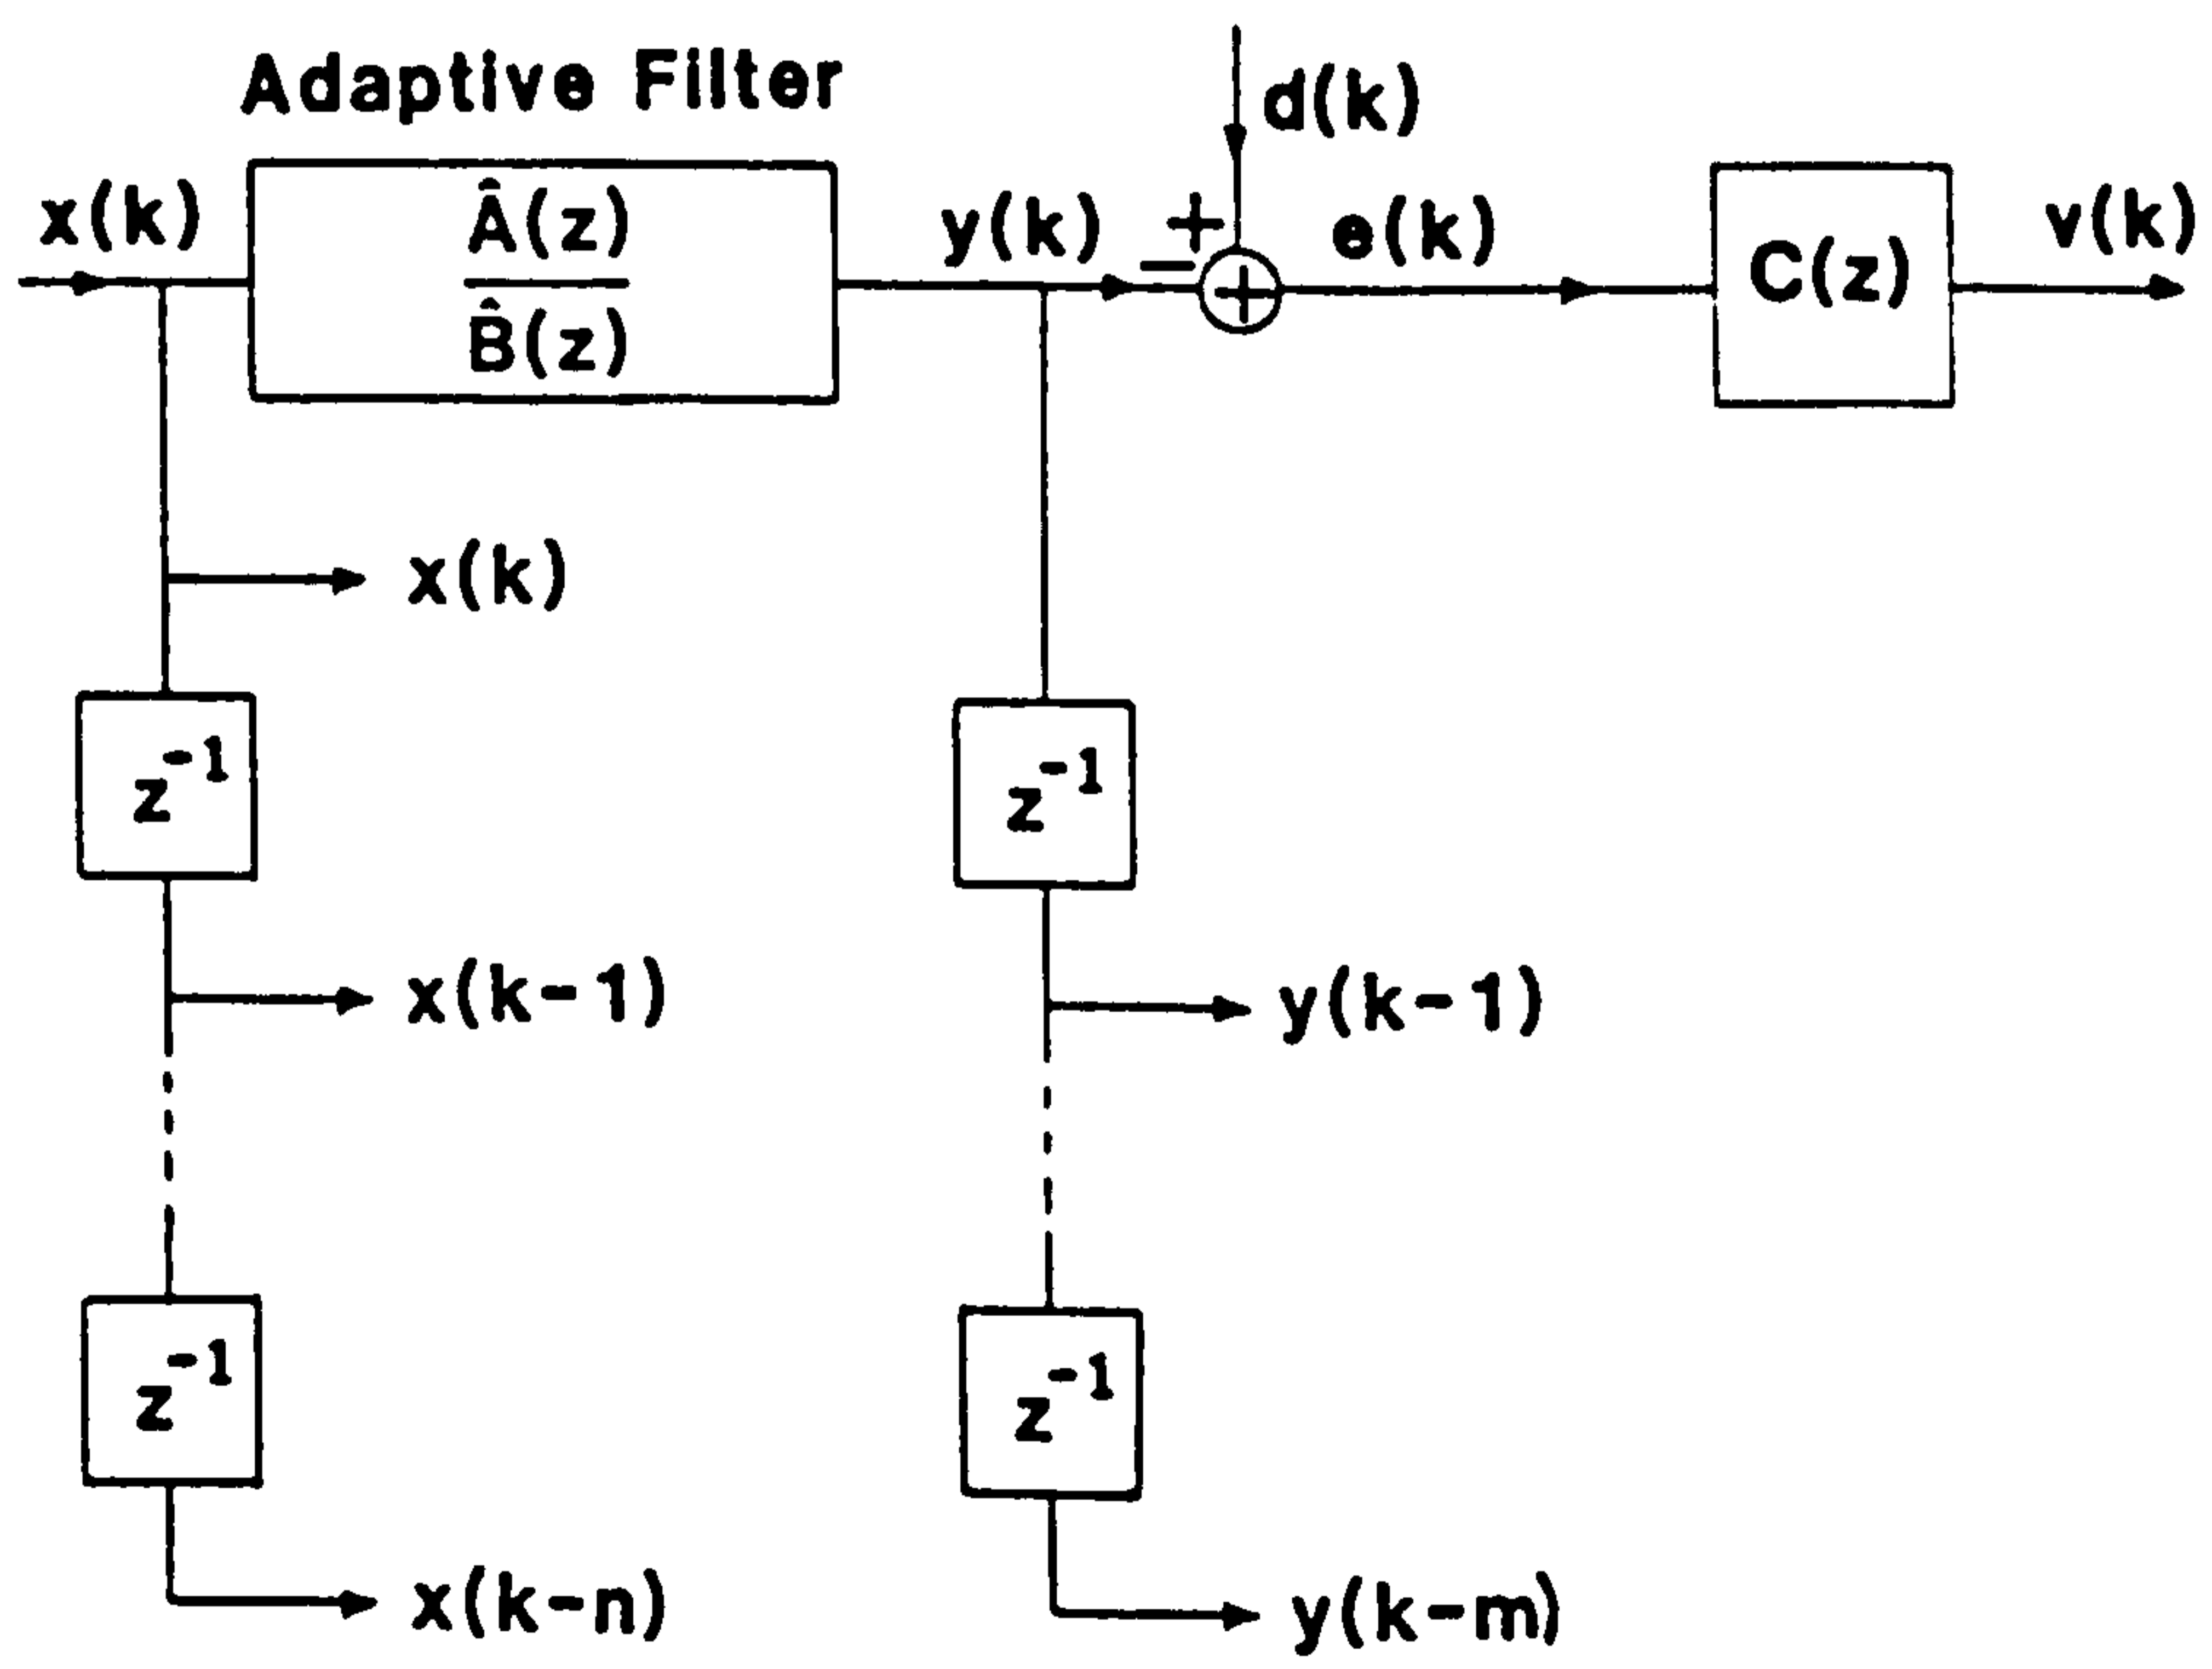 Adaptive Filter
d(k)
x(k)
Â(z)
B̂(z)
y(k)
+
−
+
e(k)
C(z)
v(k)
x(k)
z⁻¹
z⁻¹
x(k-1)
y(k-1)
z⁻¹
z⁻¹
x(k-n)
y(k-m)